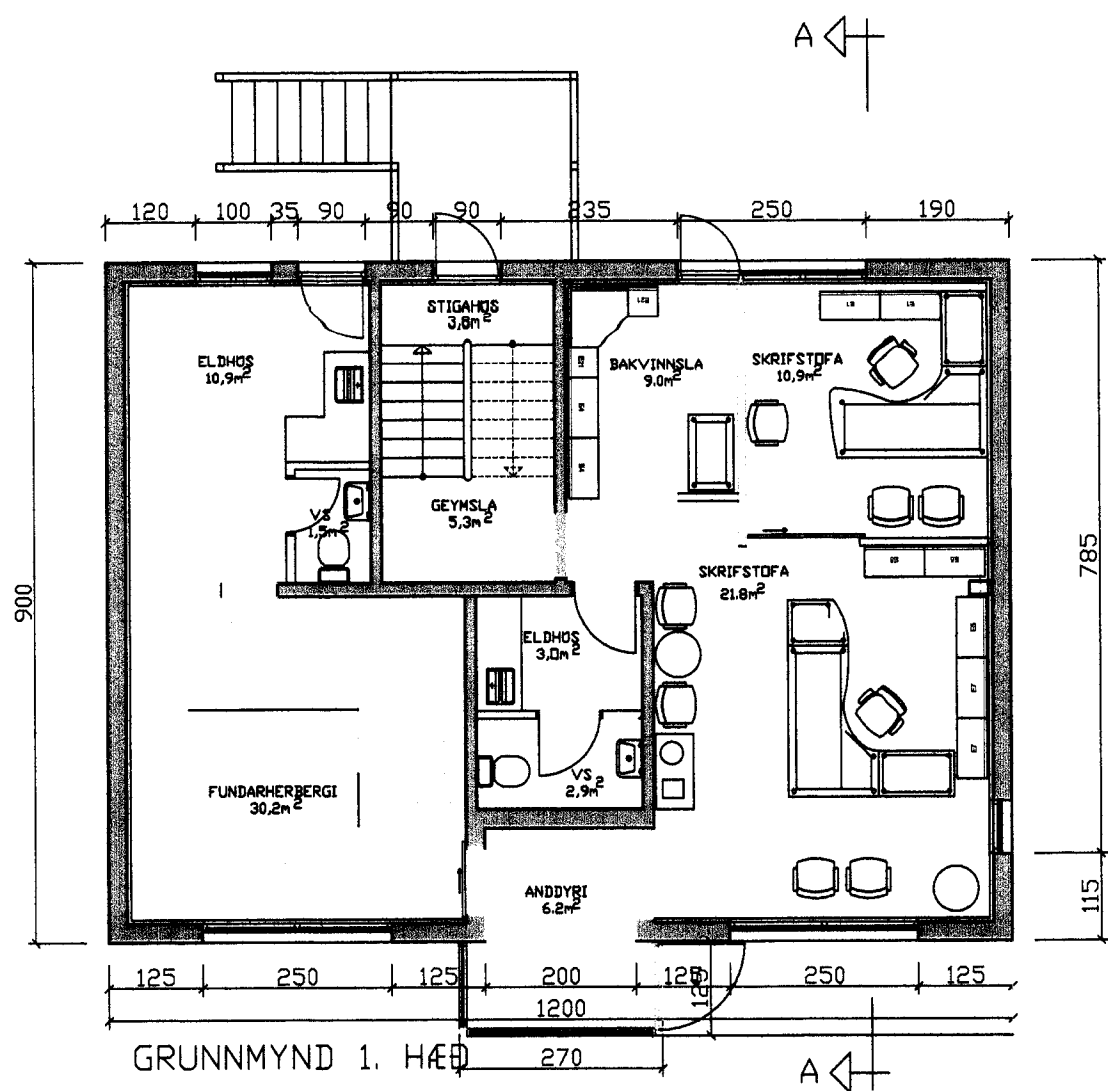 A
120 100 35 90 90 90 235 250 190
STIGAHÚS
3,8m²
ELDHÚS
10,9m²
BAKVINNSLA
9.0m²
SKRIFSTOFA
10,9m²
GEYMSLA
5,3m²
VS
1,5m²
SKRIFSTOFA
21.8m²
900
785
ELDHÚS
3,0m²
VS
2,9m²
FUNDARHERBERGI
30,2m²
ANDDYRI
6.2m²
115
125 250 125 200 125 250 125
125
1200
270
GRUNNMYND 1. HÆÐ
A